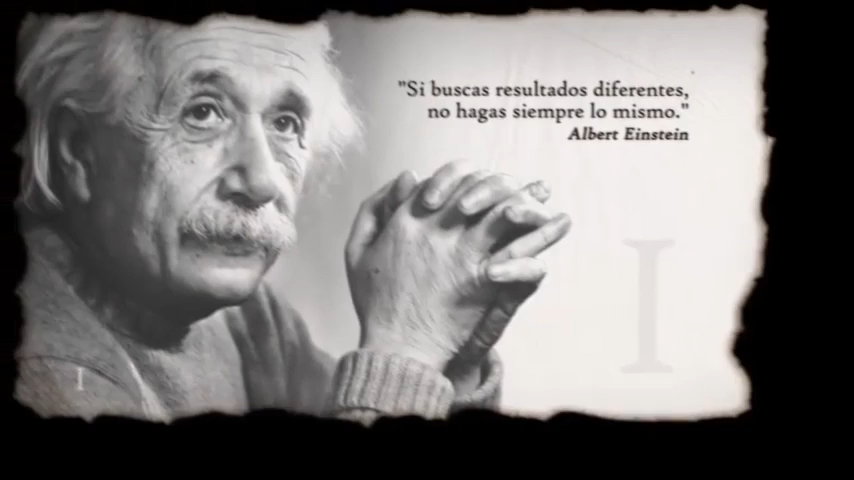 "Si buscas resultados diferentes,
no hagas siempre lo mismo."
Albert Einstein
I
I